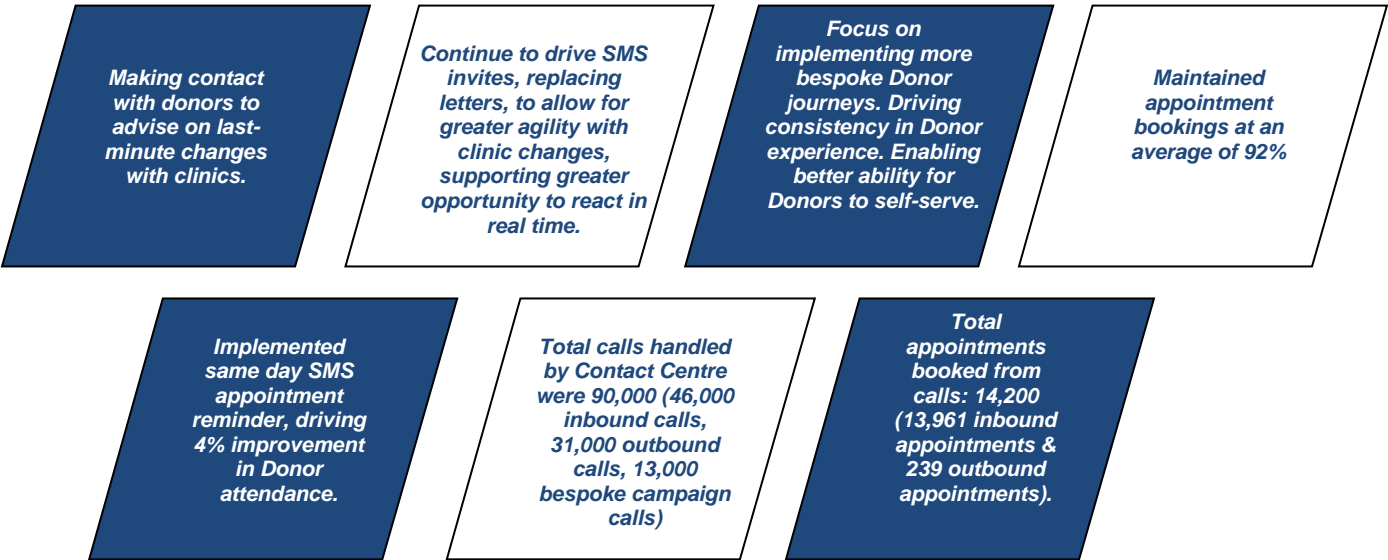 Making contact
with donors to
advise on last-
minute changes
with clinics.
Continue to drive SMS
invites, replacing
letters, to allow for
greater agility with
clinic changes,
supporting greater
opportunity to react in
real time.
Focus on
implementing more
bespoke Donor
journeys. Driving
consistency in Donor
experience. Enabling
better ability for
Donors to self-serve.
Maintained
appointment
bookings at an
average of 92%
Implemented
same day SMS
appointment
reminder, driving
4% improvement
in Donor
attendance.
Total calls handled
by Contact Centre
were 90,000 (46,000
inbound calls,
31,000 outbound
calls, 13,000
bespoke campaign
calls)
Total
appointments
booked from
calls: 14,200
(13,961 inbound
appointments &
239 outbound
appointments).